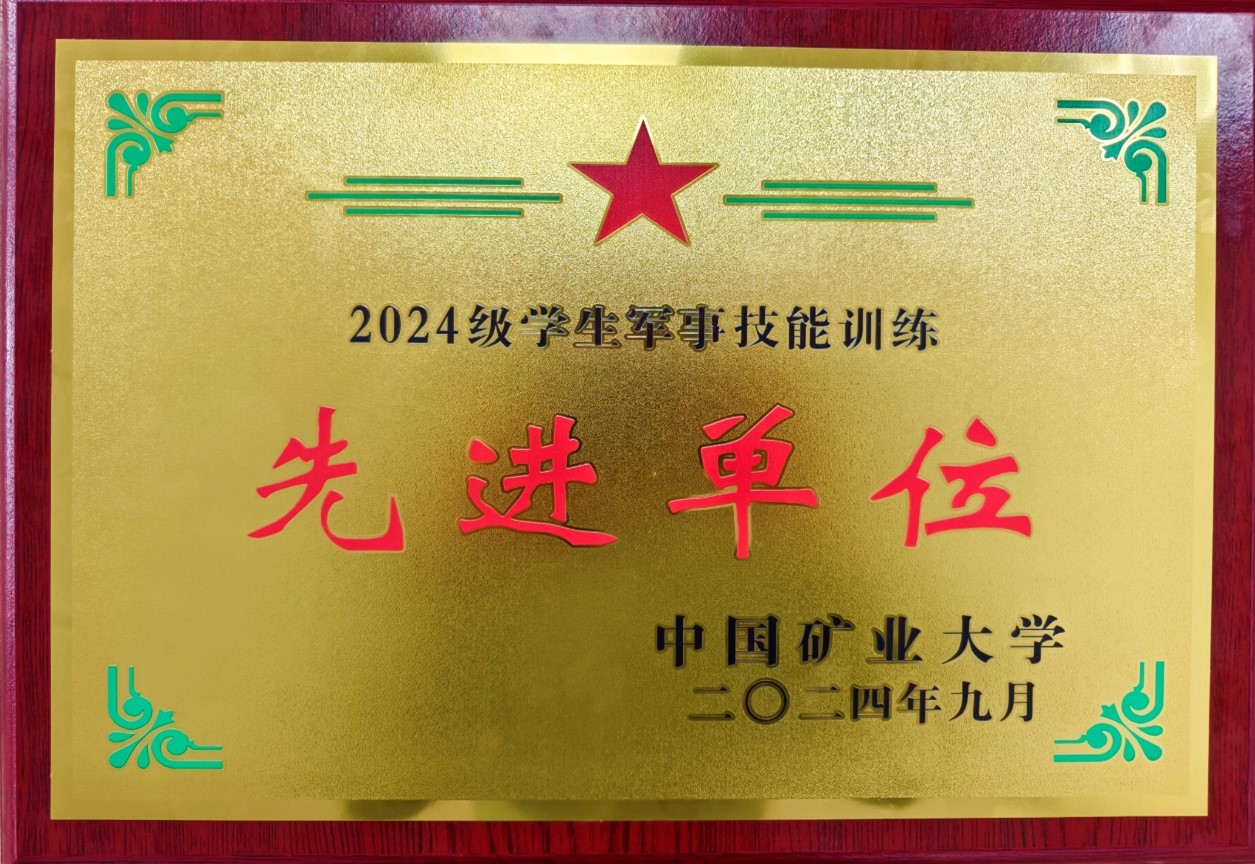 2024级学生军事技能训练
先进单位
中国矿业大学
二〇二四年九月